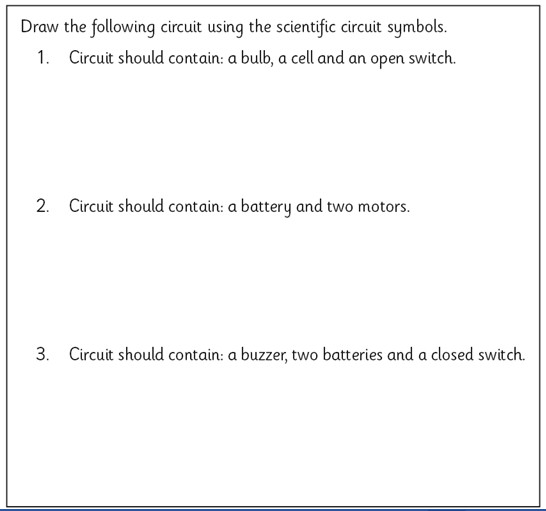 Draw the following circuit using the scientific circuit symbols.
1. Circuit should contain: a bulb, a cell and an open switch.
2. Circuit should contain: a battery and two motors.
3. Circuit should contain: a buzzer, two batteries and a closed switch.